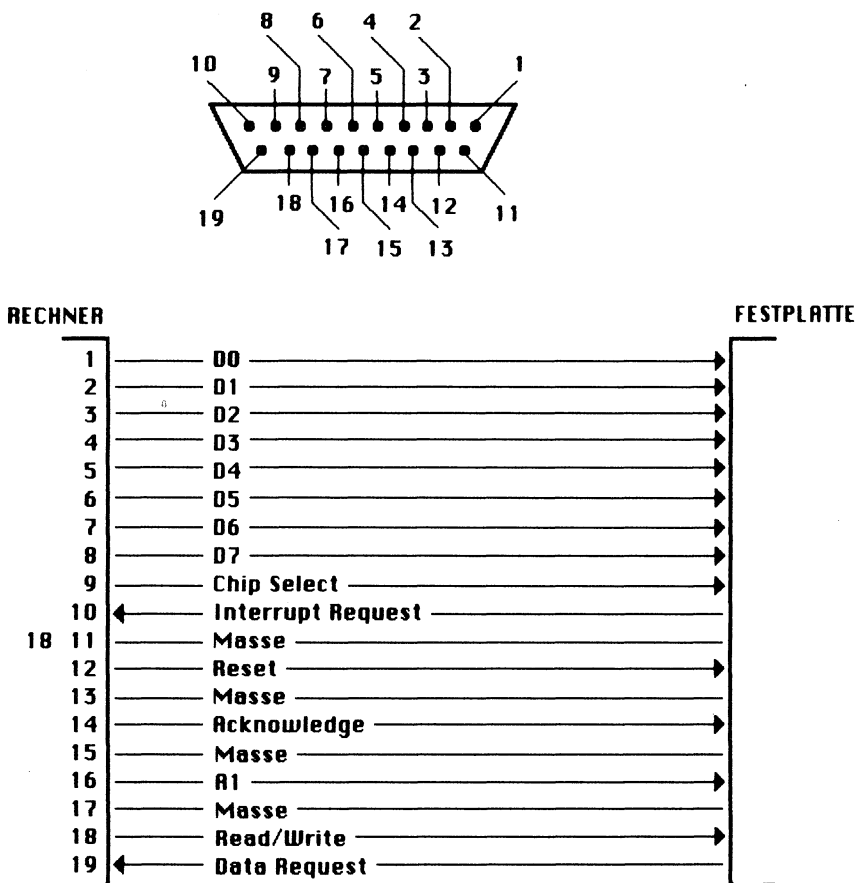 8 6 4 2
10 9 7 5 3 1
19 18 16 14 12 11
17 15 13
RECHNER FESTPLATTE
1 D0
2 D1
3 D2
4 D3
5 D4
6 D5
7 D6
8 D7
9 Chip Select
10 Interrupt Request
18 11 Masse
12 Reset
13 Masse
14 Acknowledge
15 Masse
16 A1
17 Masse
18 Read/Write
19 Data Request